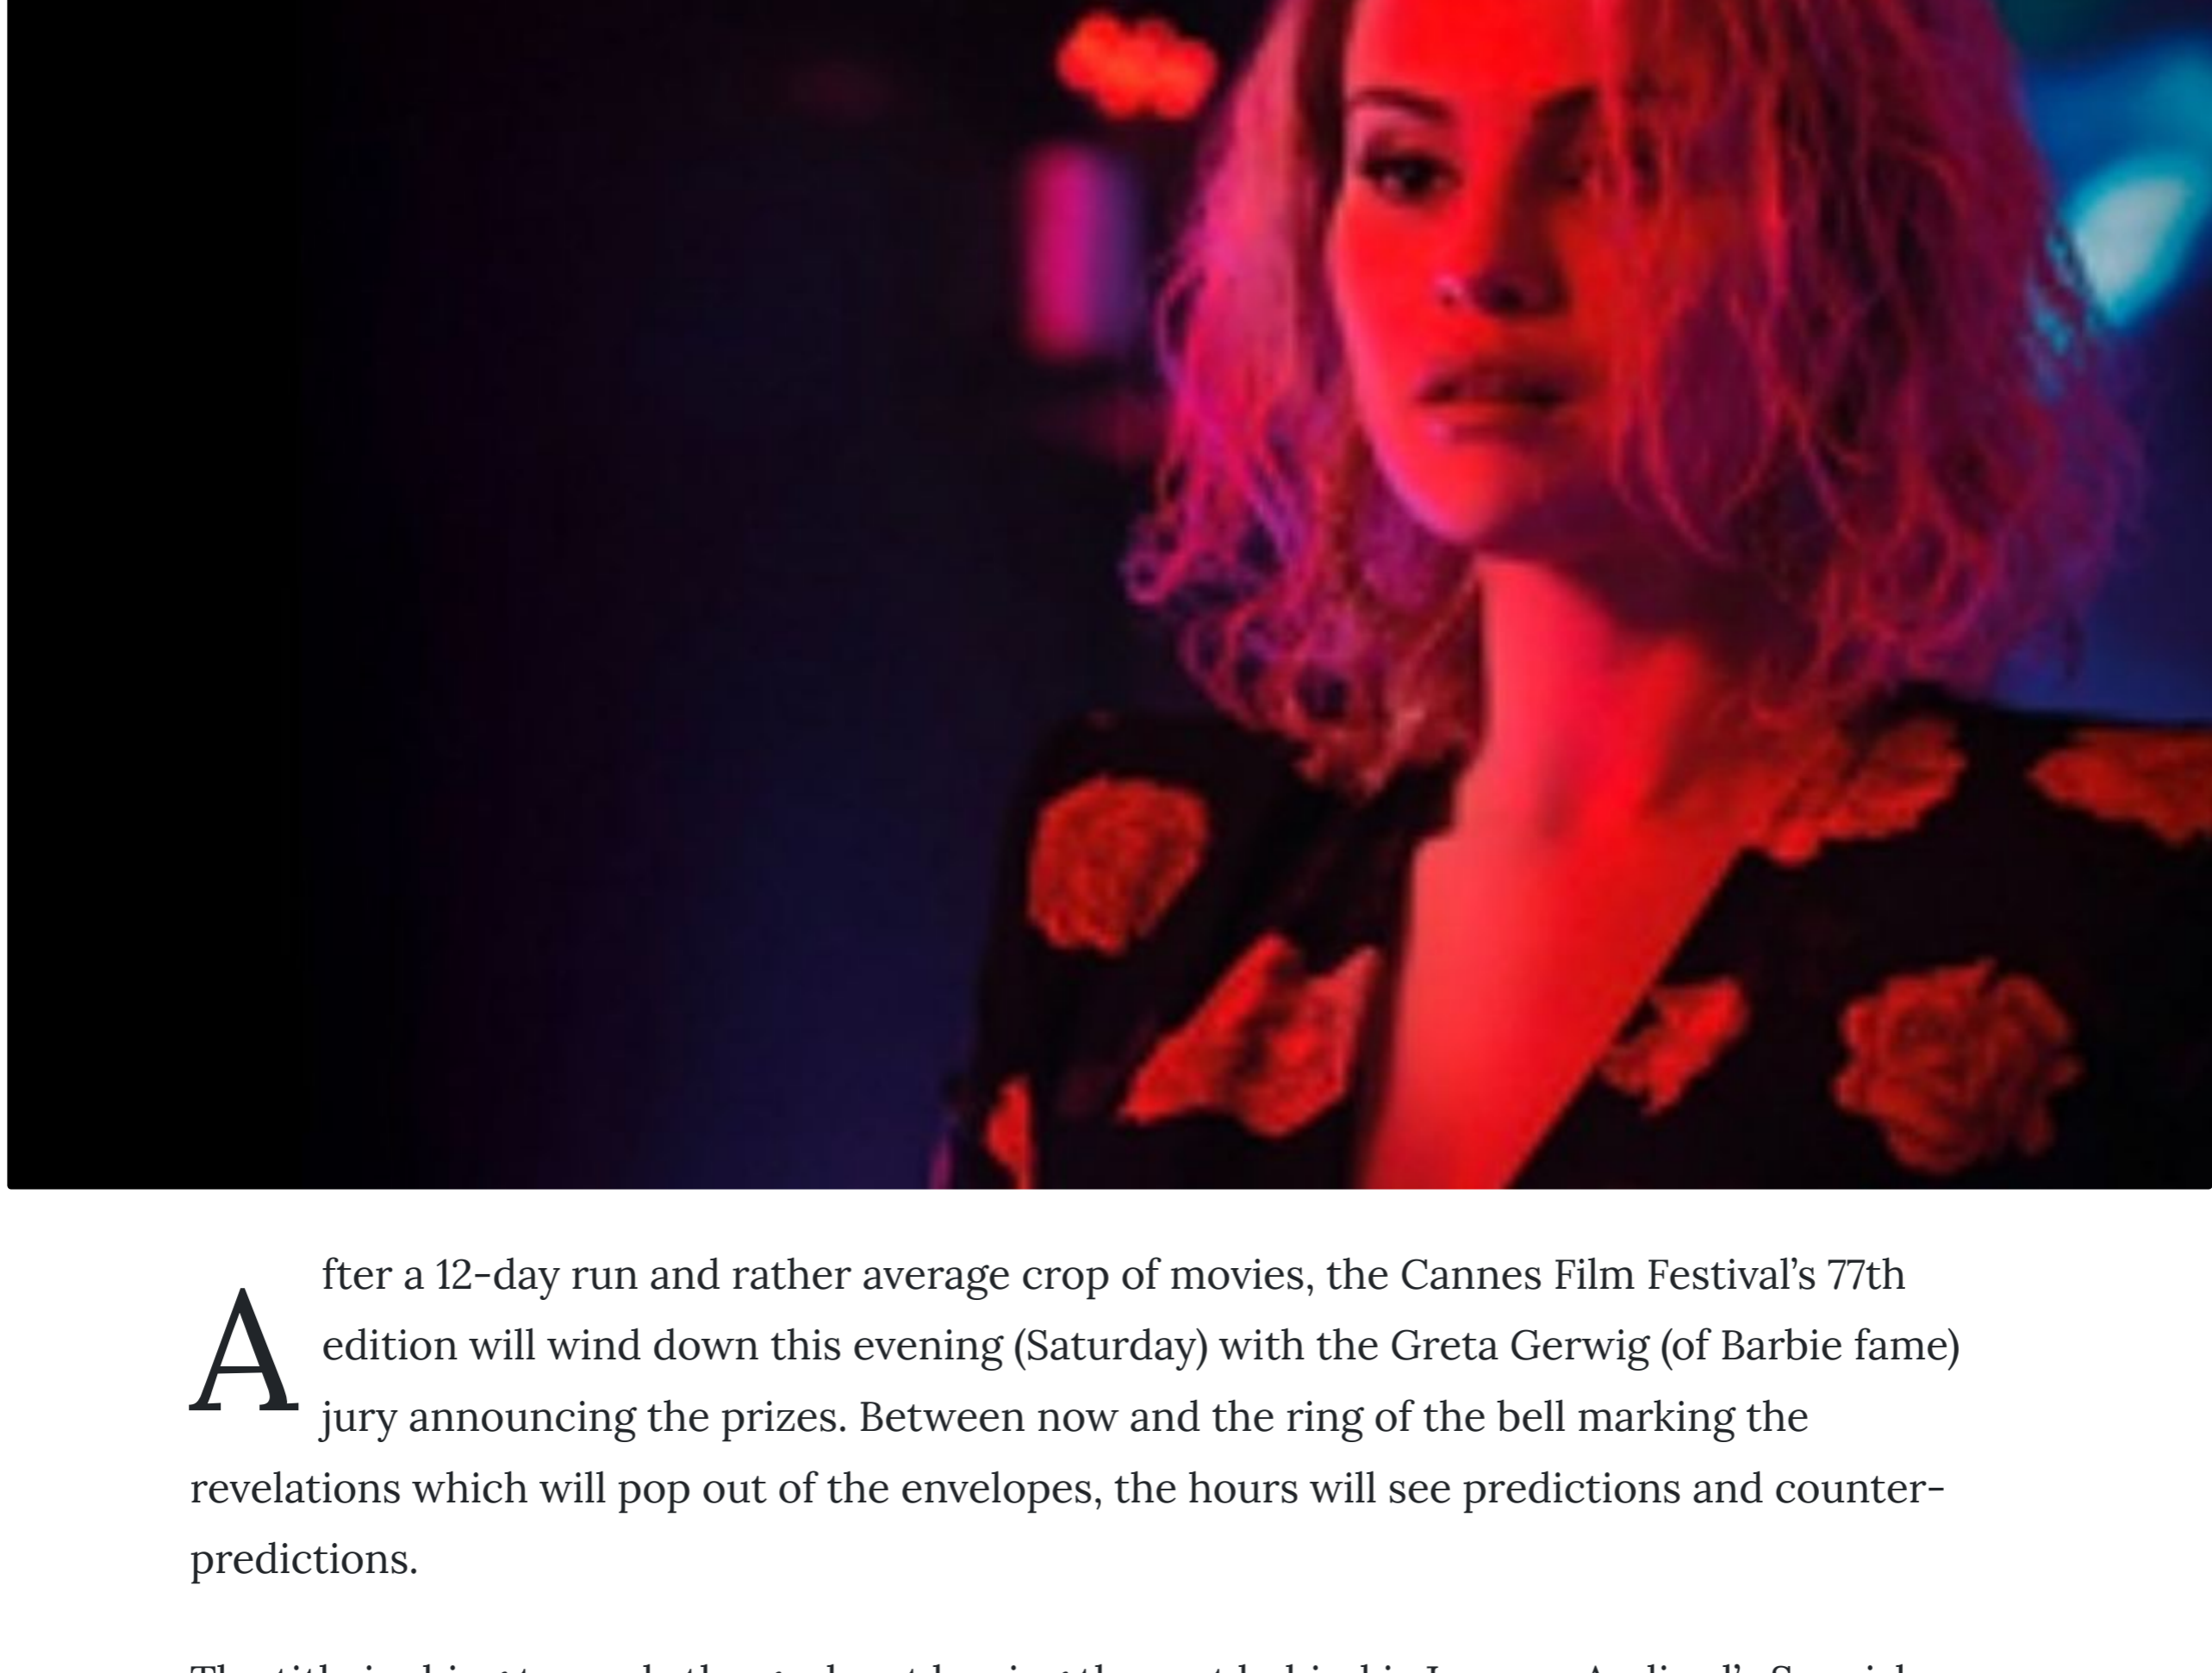 After a 12-day run and rather average crop of movies, the Cannes Film Festival’s 77th
edition will wind down this evening (Saturday) with the Greta Gerwig (of Barbie fame)
jury announcing the prizes. Between now and the ring of the bell marking the
revelations which will pop out of the envelopes, the hours will see predictions and counter-
predictions.